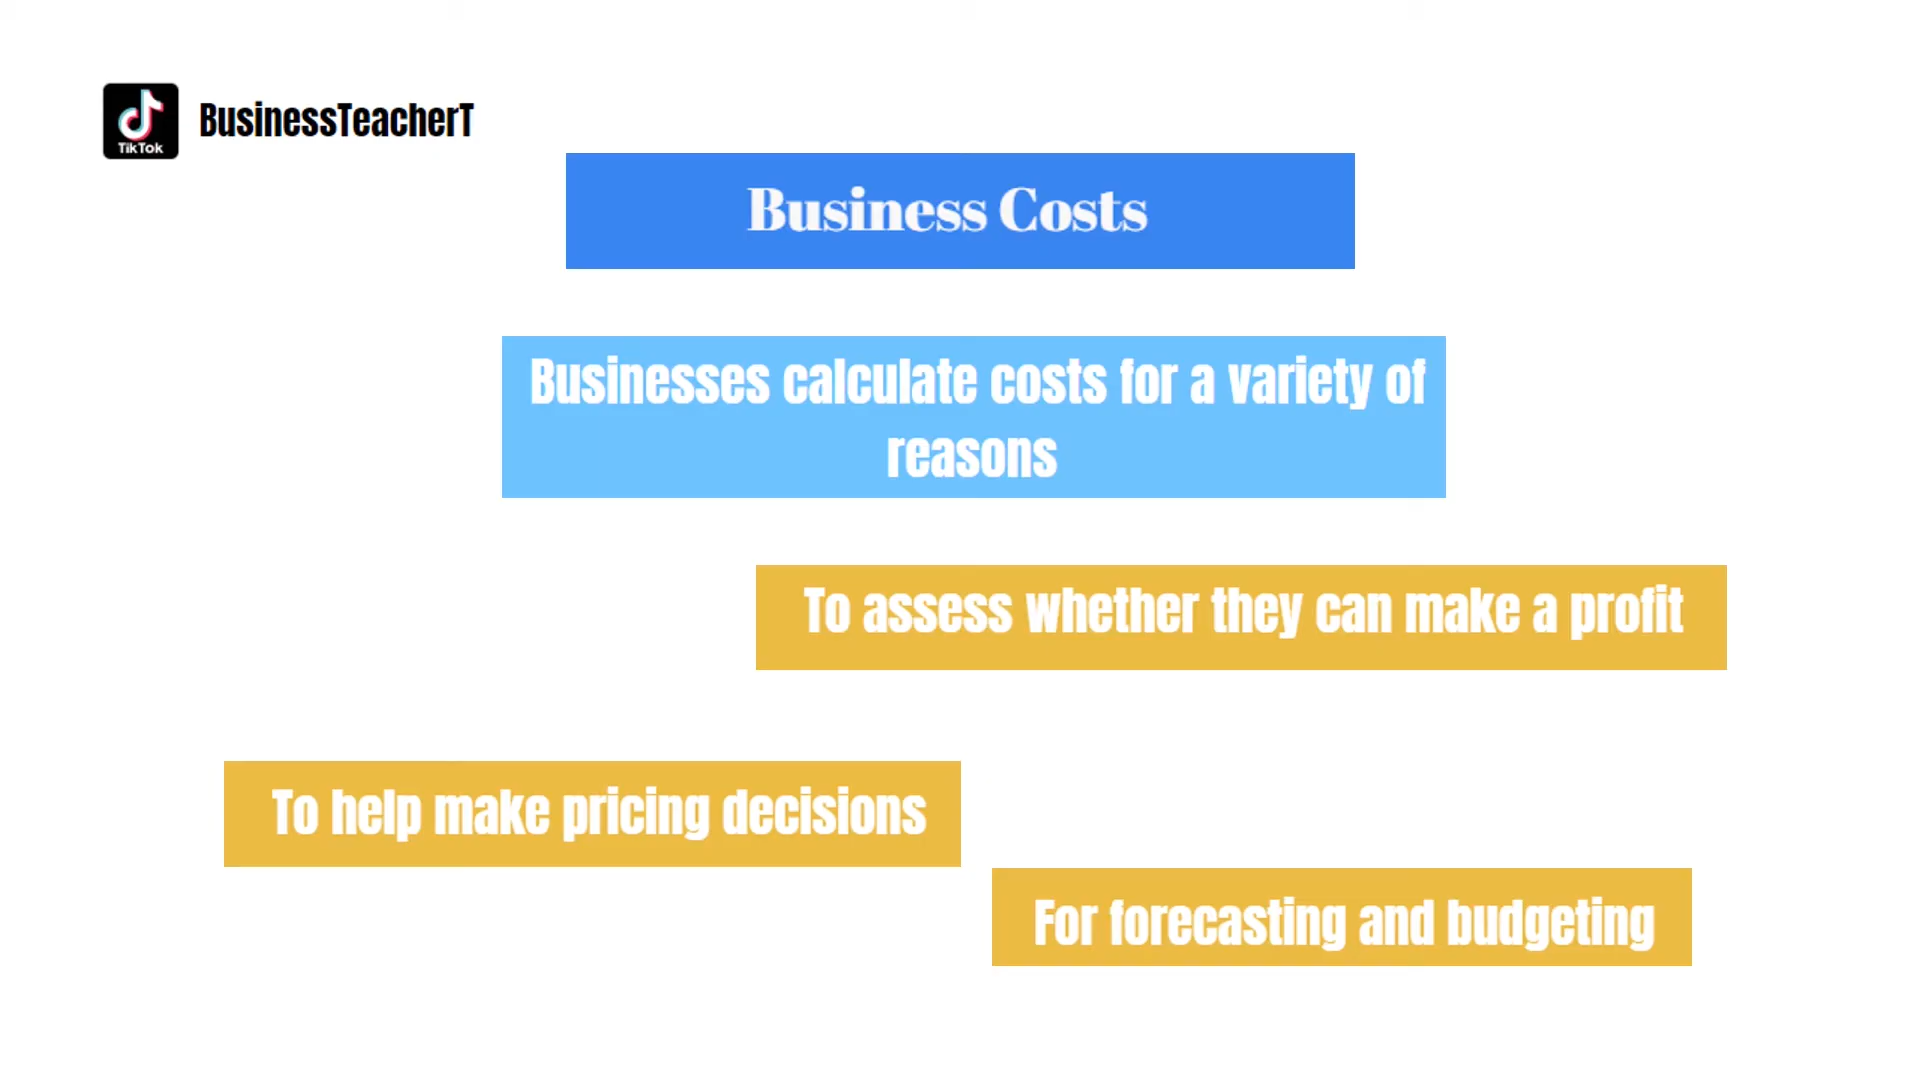 TikTok
BusinessTeacherT
Business Costs
Businesses calculate costs for a variety of
reasons
To assess whether they can make a profit
To help make pricing decisions
For forecasting and budgeting